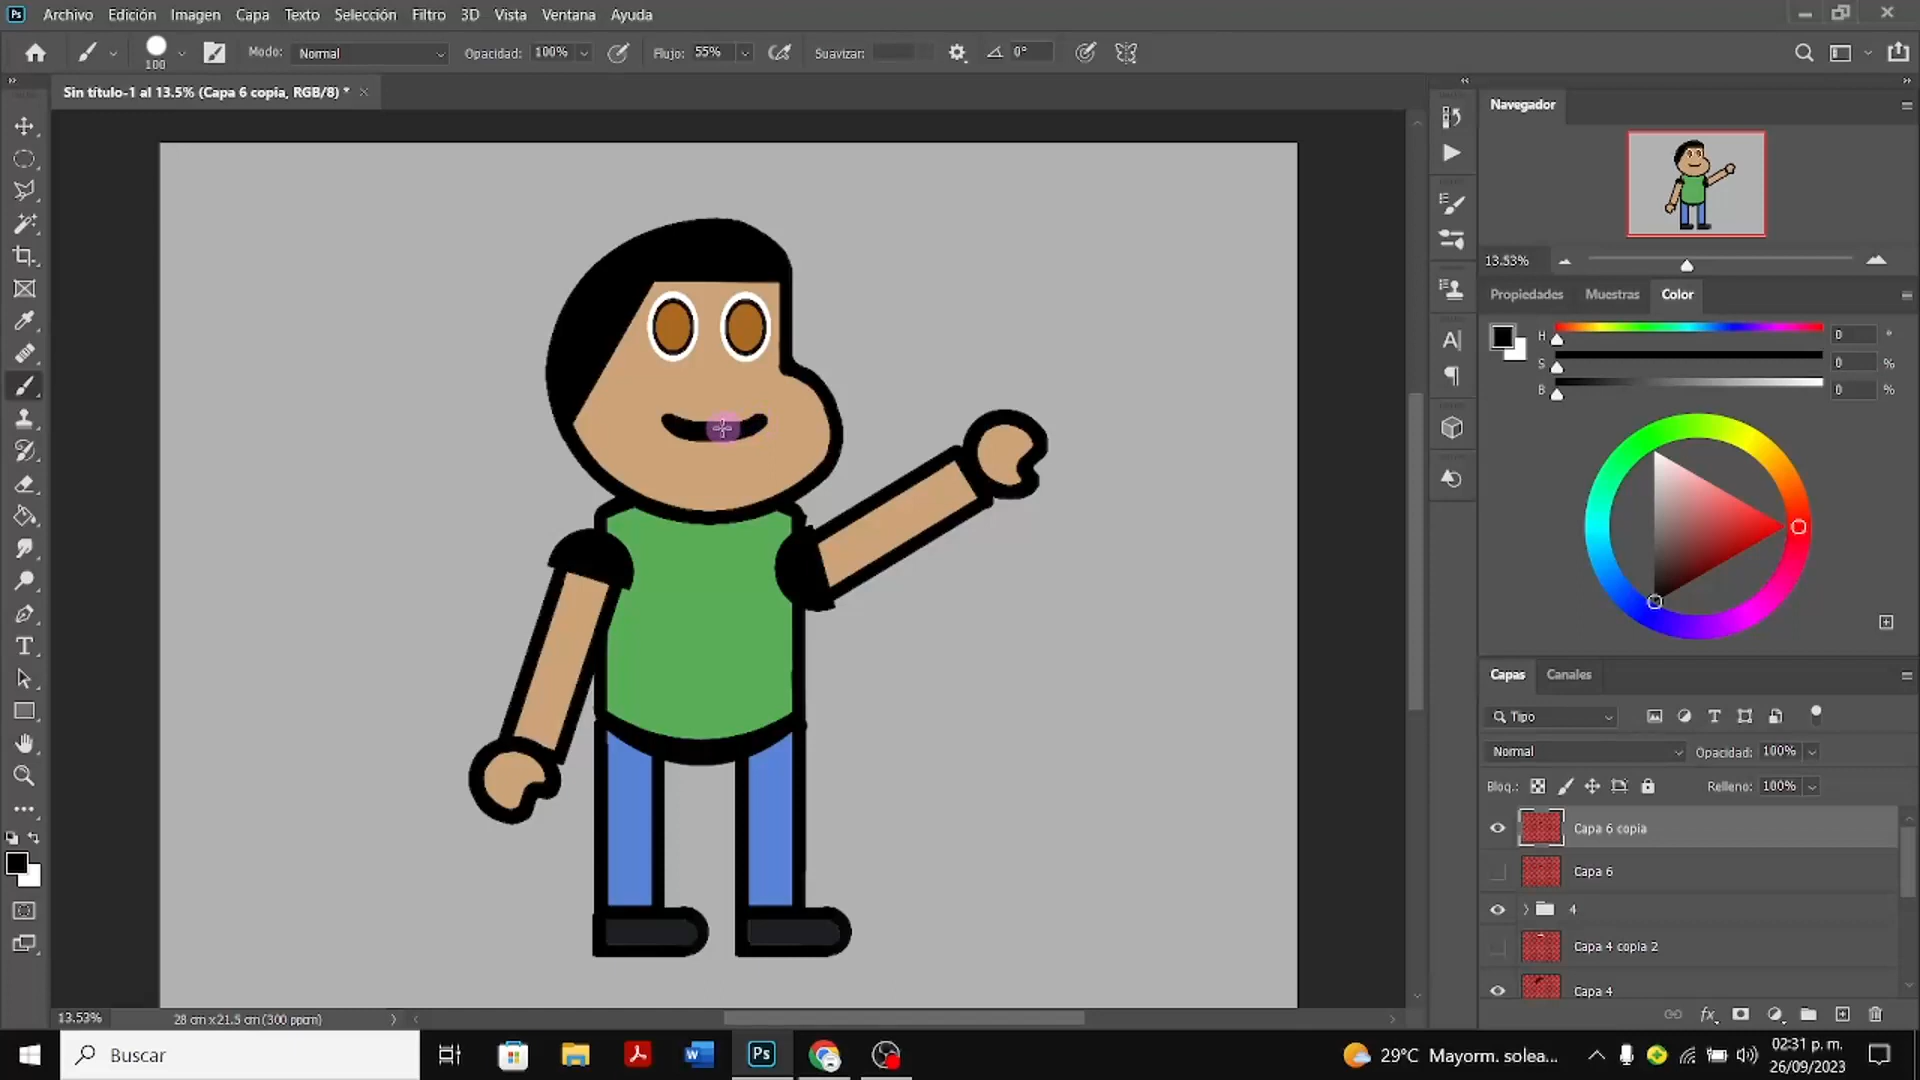 Ps Archivo Edición Imagen Capa Texto Selección Filtro 3D Vista Ventana Ayuda
100 Modo: Normal Opacidad: 100% Flujo: 55% Suavizar: 0°
Sin título-1 al 13.5% (Capa 6 copia, RGB/8) *
Navegador
13.53%
Propiedades Muestras Color
H 0 °
S 0 %
B 0 %
Capas Canales
Tipo
Normal Opacidad: 100%
Bloq.: Relleno: 100%
Capa 6 copia
Capa 6
4
Capa 4 copia 2
Capa 4
13.53% 28 cm x 21.5 cm (300 ppcm)
Buscar
Ps
29°C Mayorm. solea...
02:31 p. m.
26/09/2023